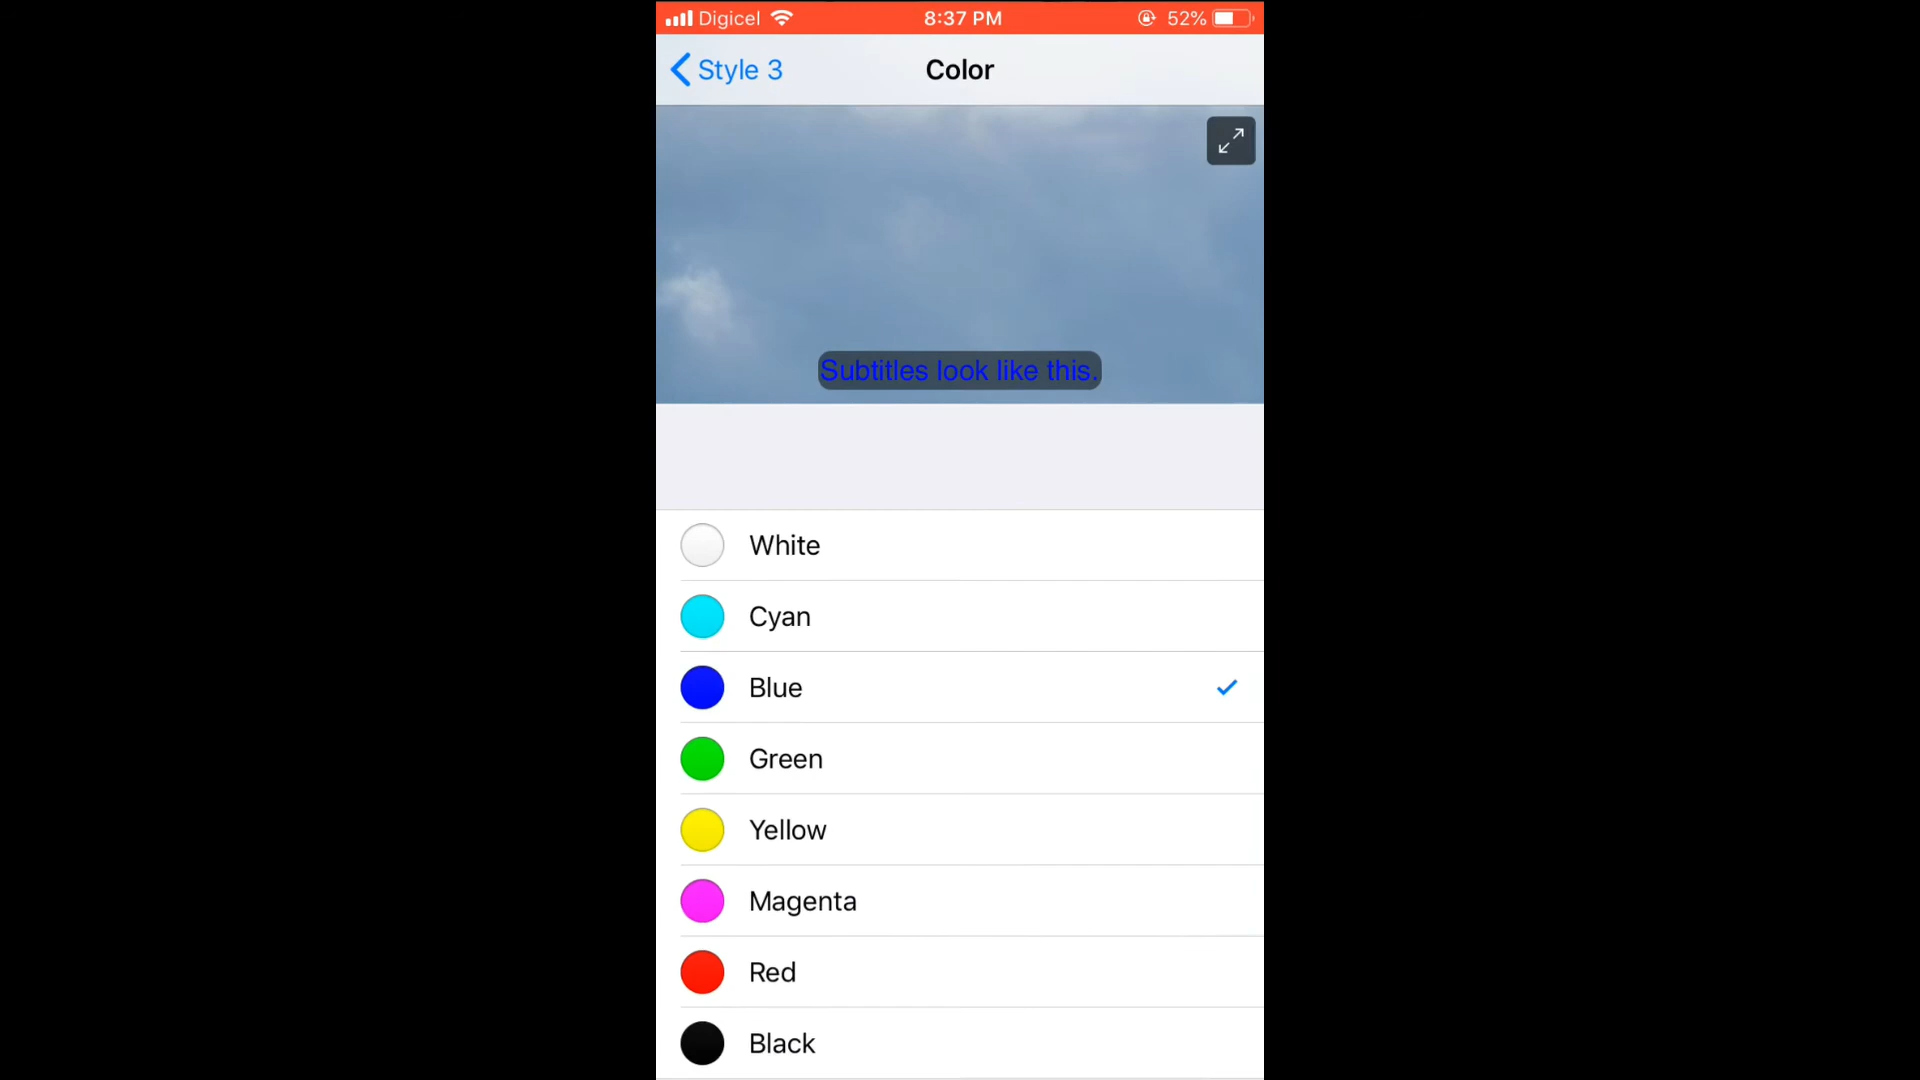 Digicel 8:37 PM 52%
Style 3 Color
Subtitles look like this.
White
Cyan
Blue
Green
Yellow
Magenta
Red
Black